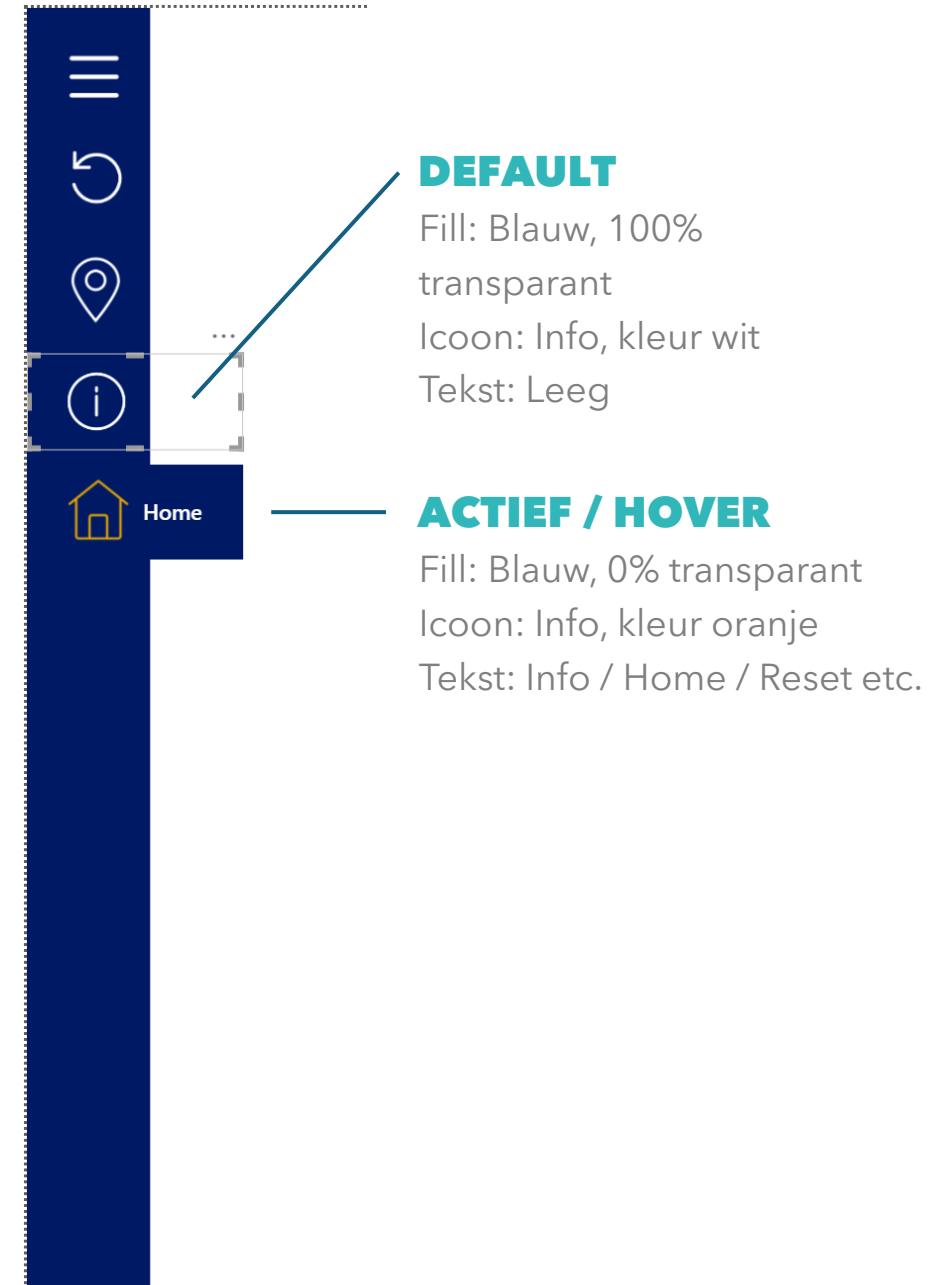 DEFAULT
Fill: Blauw, 100%
transparant
Icoon: Info, kleur wit
Tekst: Leeg
Home
ACTIEF / HOVER
Fill: Blauw, 0% transparant
Icoon: Info, kleur oranje
Tekst: Info / Home / Reset etc.